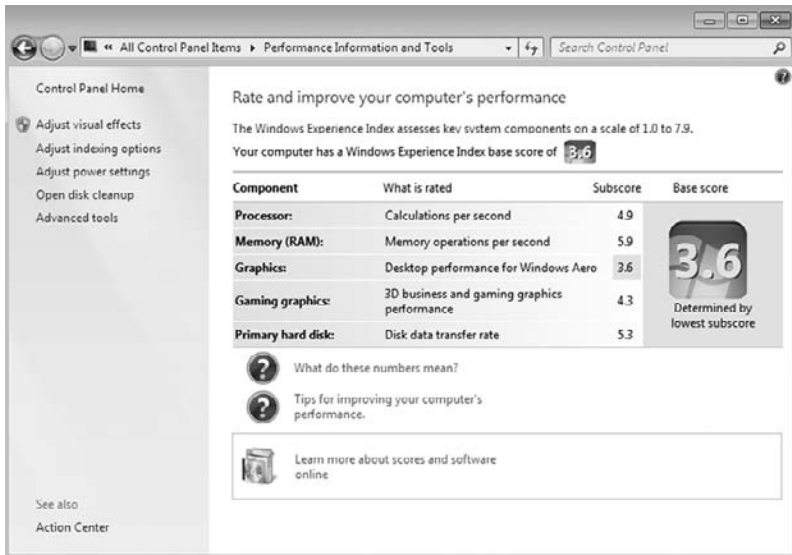 « All Control Panel Items ▸ Performance Information and Tools
Search Control Panel
Control Panel Home
Adjust visual effects
Adjust indexing options
Adjust power settings
Open disk cleanup
Advanced tools
See also
Action Center
Rate and improve your computer's performance
The Windows Experience Index assesses key system components on a scale of 1.0 to 7.9.
Your computer has a Windows Experience Index base score of 3.6
Component What is rated Subscore Base score
Processor: Calculations per second 4.9
Memory (RAM): Memory operations per second 5.9
Graphics: Desktop performance for Windows Aero 3.6
Gaming graphics: 3D business and gaming graphics
performance 4.3
Primary hard disk: Disk data transfer rate 5.3
3.6
Determined by
lowest subscore
What do these numbers mean?
Tips for improving your computer's
performance.
Learn more about scores and software
online